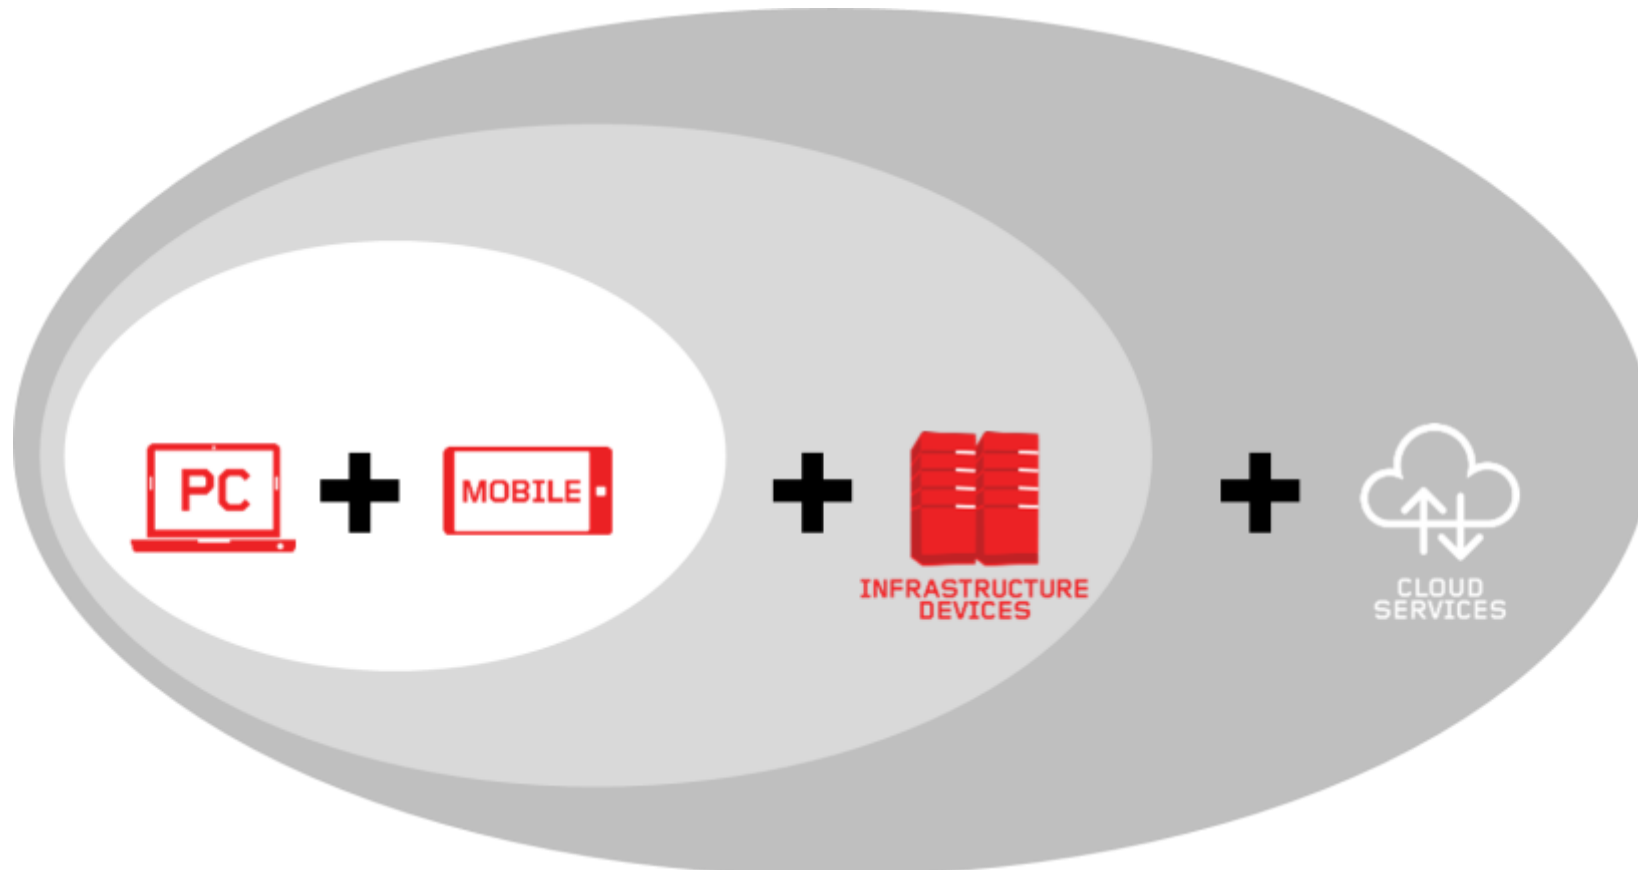 PC
MOBILE
INFRASTRUCTURE
DEVICES
CLOUD
SERVICES